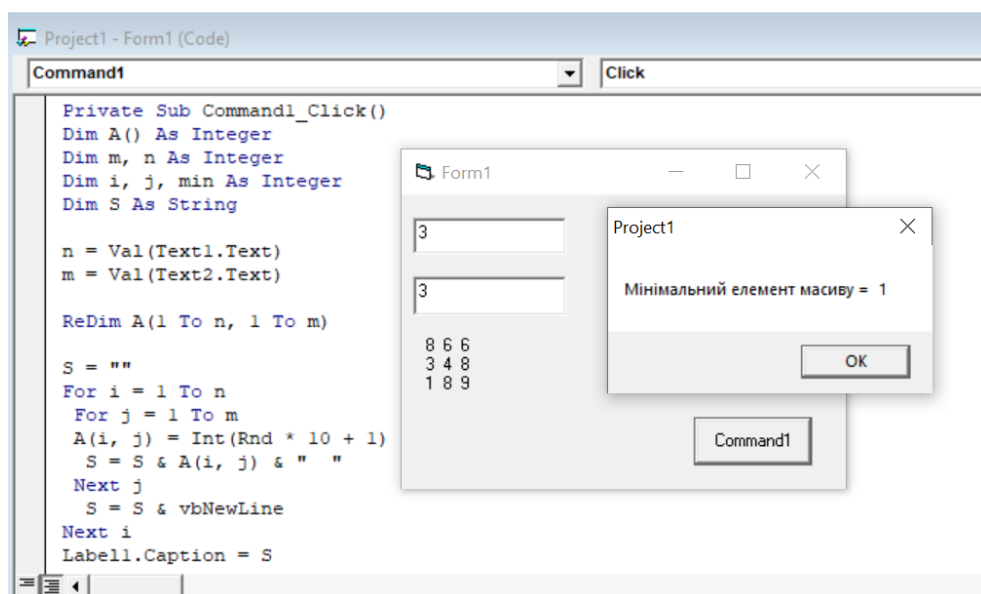 Project1 - Form1 (Code)
Command1
Click
Private Sub Command1_Click()
Dim A() As Integer
Dim m, n As Integer
Dim i, j, min As Integer
Dim S As String
n = Val(Text1.Text)
m = Val(Text2.Text)
ReDim A(1 To n, 1 To m)
S = ""
For i = 1 To n
For j = 1 To m
A(i, j) = Int(Rnd * 10 + 1)
S = S & A(i, j) & "  "
Next j
S = S & vbNewLine
Next i
Label1.Caption = S
Form1
3
3
8 6 6
3 4 8
1 8 9
Command1
Project1
Мінімальний елемент масиву = 1
OK